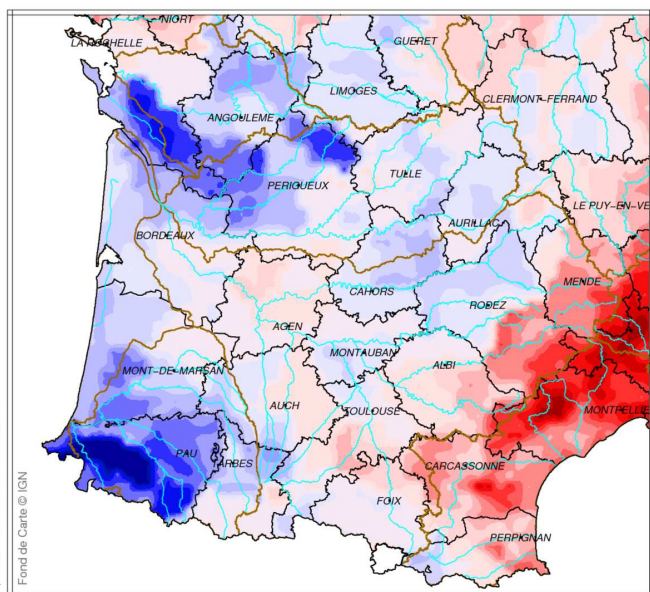 NIORT
LA ROCHELLE
GUERET
LIMOGES
CLERMONT-FERRAND
ANGOULEME
TULLE
PERIGUEUX
LE PUY-EN-VE
AURILLAC
BORDEAUX
MENDE
CAHORS
RODEZ
AGEN
MONTAUBAN
ALBI
MONT-DE-MARSAN
AUCH
TOULOUSE
MONTPELLIE
PAU
TARBES
CARCASSONNE
FOIX
PERPIGNAN
Fond de Carte © IGN